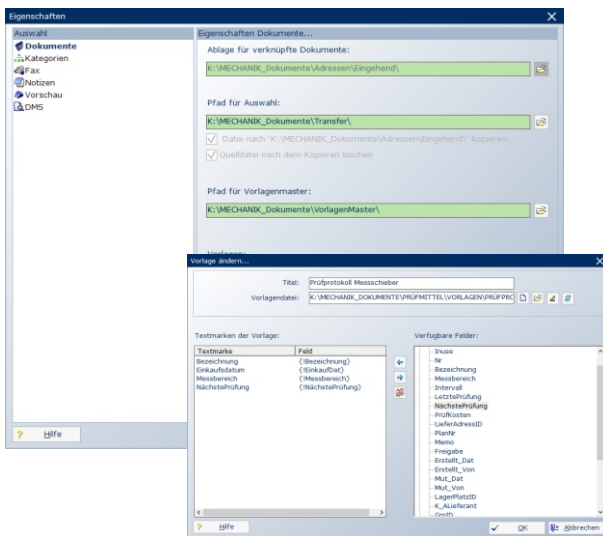 Eigenschaften
Auswahl
Dokumente
Kategorien
Fax
Notizen
Vorschau
DMS
Hilfe
Eigenschaften Dokumente...
Ablage für verknüpfte Dokumente:
K:\MECHANIK_Dokumente\Adressen\Eingehend\
Pfad für Auswahl:
K:\MECHANIK_Dokumente\Transfer\
Datei nach 'K:\MECHANIK_Dokumente\Adressen\Eingehend\' kopieren.
Quelldatei nach dem Kopieren löschen
Pfad für Vorlagenmaster:
K:\MECHANIK_Dokumente\VorlagenMaster\
Vorlage ändern...
Titel: Prüfprotokoll Messschieber
Vorlagendatei: K:\MECHANIK_DOKUMENTE\PRÜFMITTEL\VORLAGEN\PRÜFPRO
Textmarken der Vorlage:
Textmarke Feld
Bezeichnung {!Bezeichnung}
Einkaufsdatum {!EinkaufDat}
Messbereich {!Messbereich}
NächstePrüfung {!NächstePrüfung}
Verfügbare Felder:
Inuse
Nr
Bezeichnung
Messbereich
Intervall
LetztePrüfung
NächstePrüfung
PrüfKosten
LieferAdressID
PlanNr
Memo
Freigabe
Erstellt_Dat
Erstellt_Von
Mut_Dat
Mut_Von
LagerPlatzID
K_ALieferant
GrpID
Hilfe
OK
Abbrechen